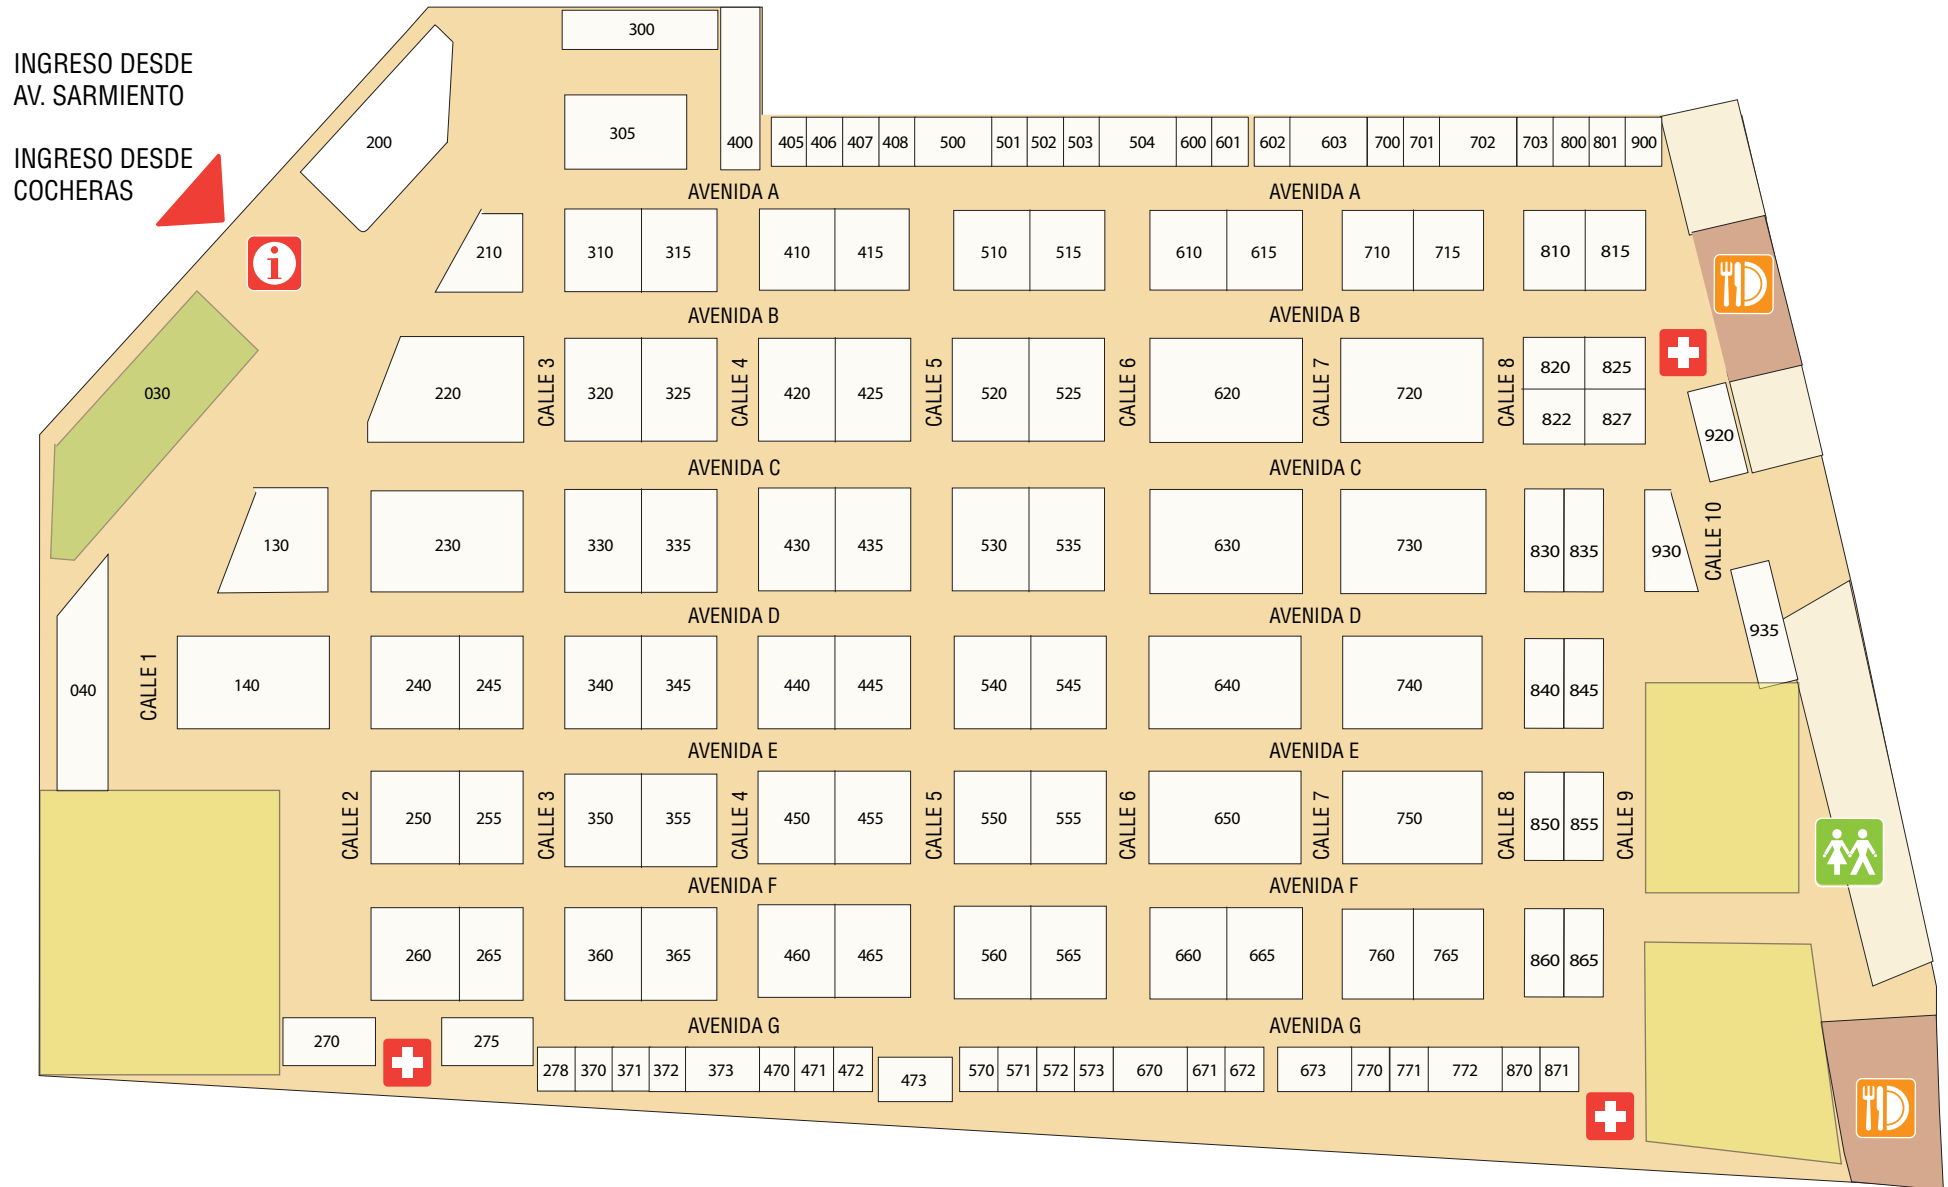 INGRESO DESDE
AV. SARMIENTO
INGRESO DESDE
COCHERAS
300
305
200
400
405 406 407 408 500 501 502 503 504 600 601 602 603 700 701 702 703 800 801 900
AVENIDA A AVENIDA A
210 310 315 410 415 510 515 610 615 710 715 810 815
i
AVENIDA B AVENIDA B
030 220 CALLE 3 320 325 CALLE 4 420 425 CALLE 5 520 525 CALLE 6 620 CALLE 7 720 CALLE 8 820 825
822 827
920
AVENIDA C AVENIDA C
130 230 330 335 430 435 530 535 630 730 830 835 930 CALLE 10
AVENIDA D AVENIDA D
935
040 CALLE 1 140 240 245 340 345 440 445 540 545 640 740 840 845
AVENIDA E AVENIDA E
CALLE 2 250 255 CALLE 3 350 355 CALLE 4 450 455 CALLE 5 550 555 CALLE 6 650 CALLE 7 750 CALLE 8 850 855 CALLE 9
AVENIDA F AVENIDA F
260 265 360 365 460 465 560 565 660 665 760 765 860 865
AVENIDA G AVENIDA G
270 275
278 370 371 372 373 470 471 472 473 570 571 572 573 670 671 672 673 770 771 772 870 871